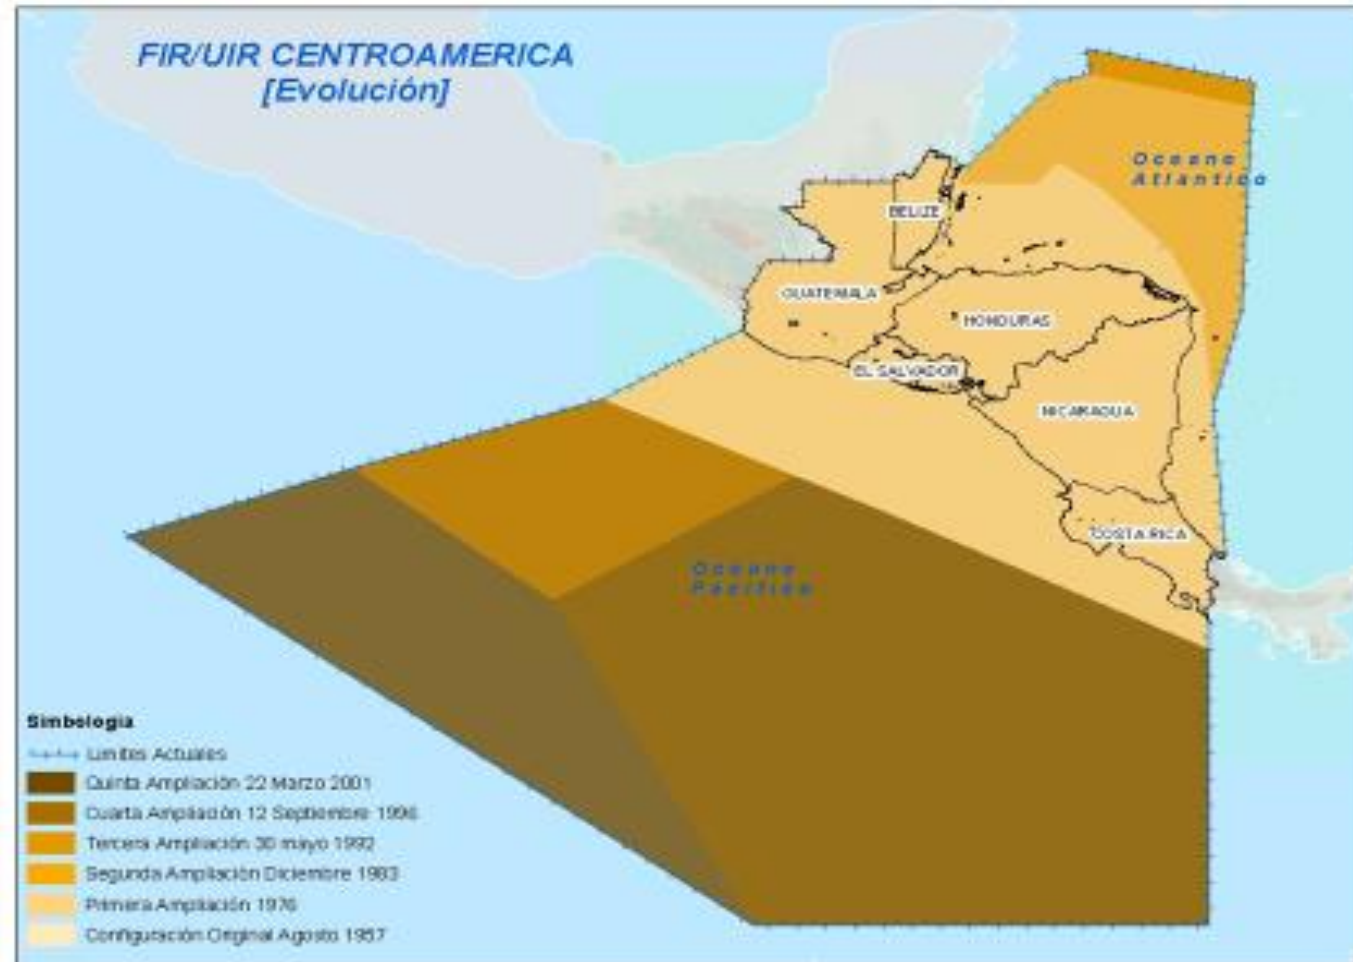 FIR/UIR CENTROAMERICA
[Evolución]
Oceano
Atlantico
BELIZE
GUATEMALA
HONDURAS
EL SALVADOR
NICARAGUA
COSTA RICA
Oceano
Pacifico
Simbologia
Limites Actuales
Quinta Ampliación 22 Marzo 2001
Cuarta Ampliación 12 Septiembre 1996
Tercera Ampliación 30 mayo 1992
Segunda Ampliación Diciembre 1983
Primera Ampliación 1976
Configuración Original Agosto 1957